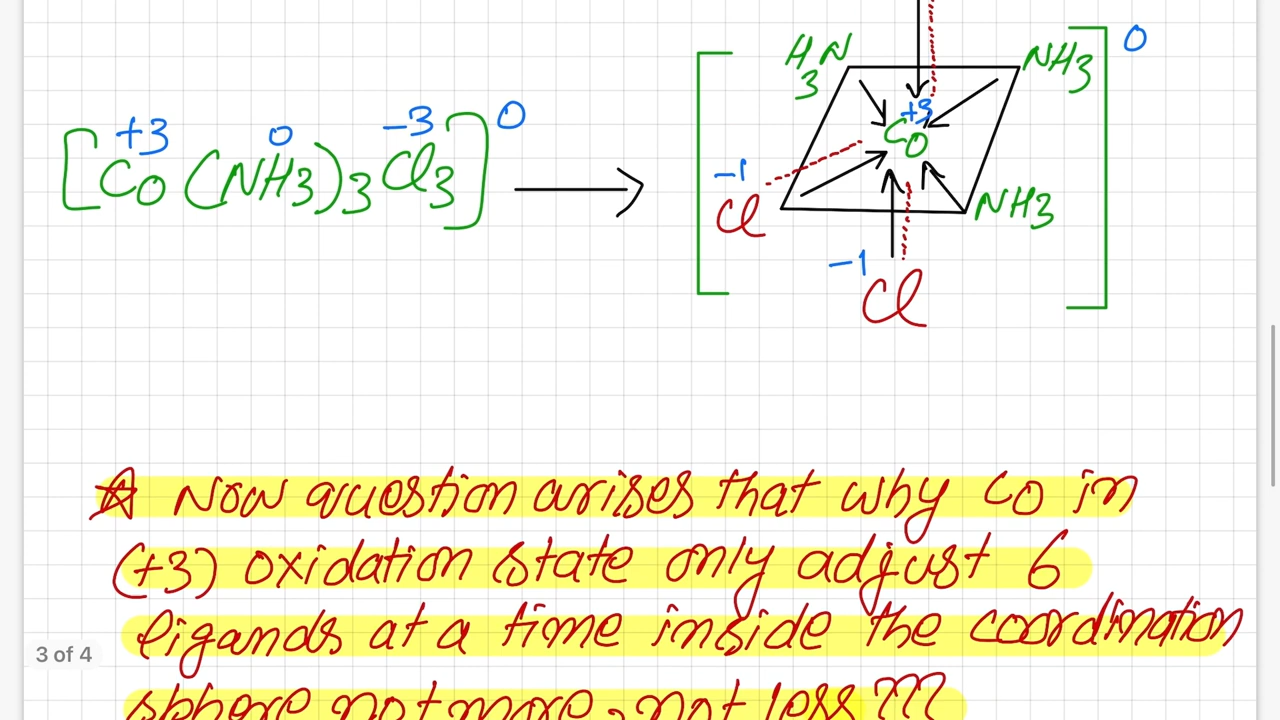 H3N NH3 0
[Co (NH3)3 Cl3] 0
+3 0 -3
+3
Co
-1
Cl
NH3
-1
Cl
☆ Now question arises that why Co in
(+3) oxidation state only adjust 6
ligands at a time inside the coordination
sphere not more, not less???
3 of 4